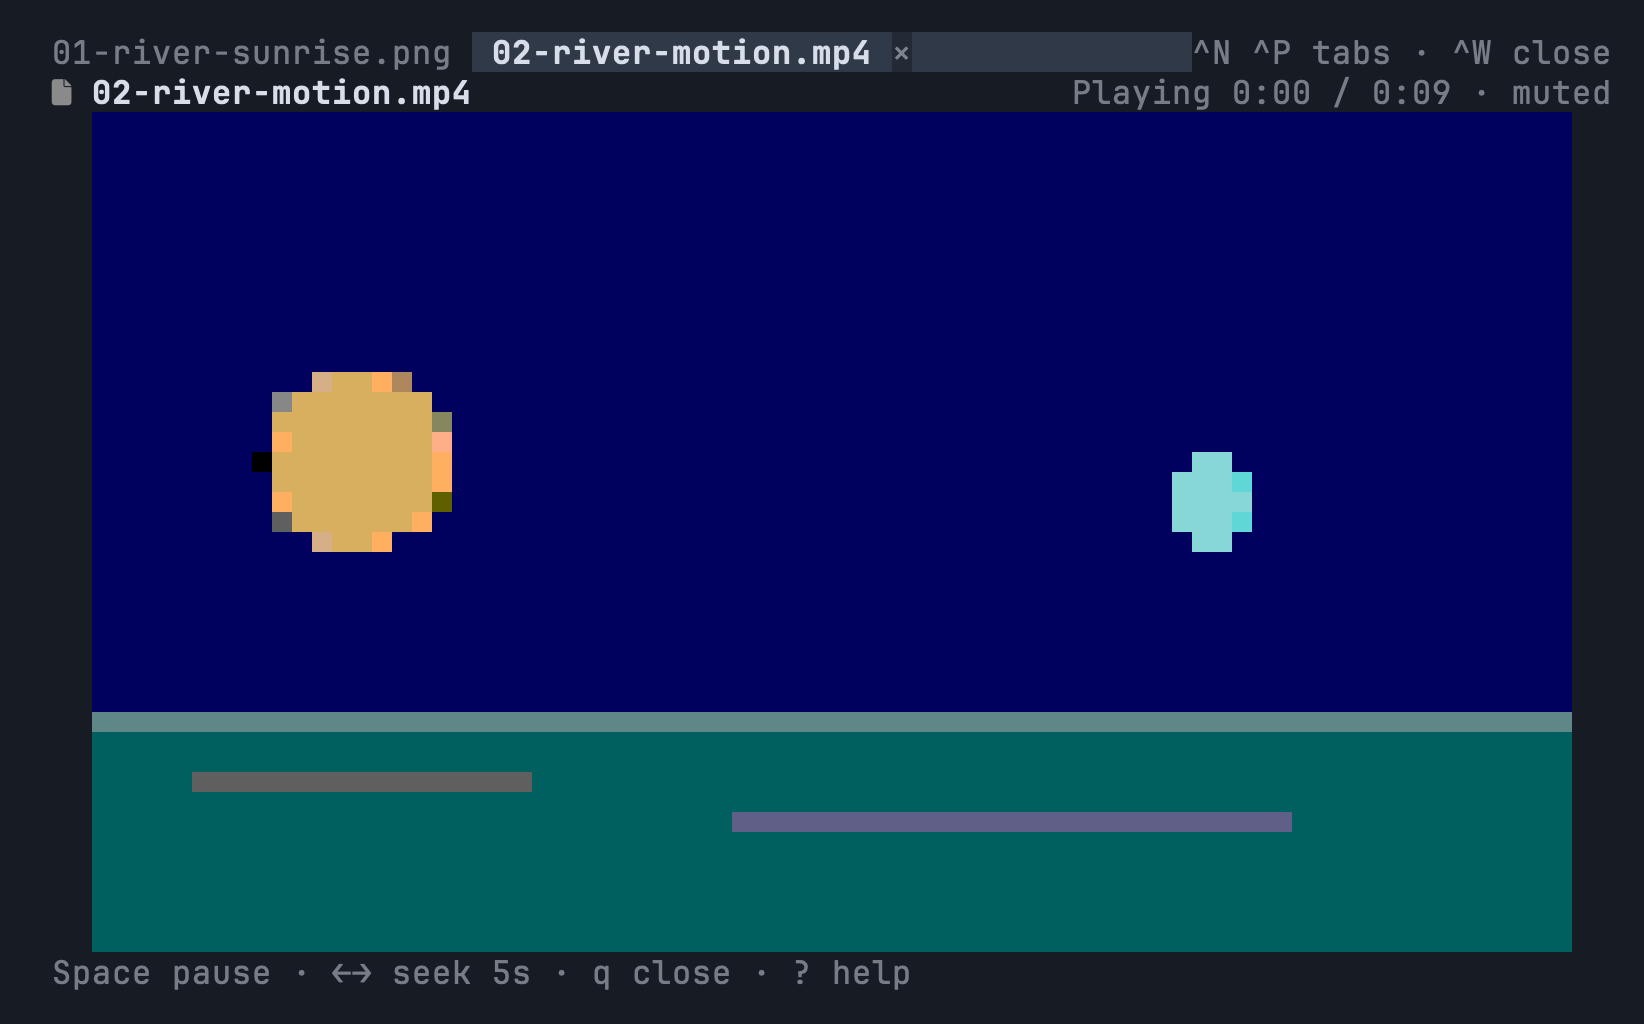 01-river-sunrise.png 02-river-motion.mp4 × ^N ^P tabs · ^W close
02-river-motion.mp4 Playing 0:00 / 0:09 · muted
Space pause · ←→ seek 5s · q close · ? help